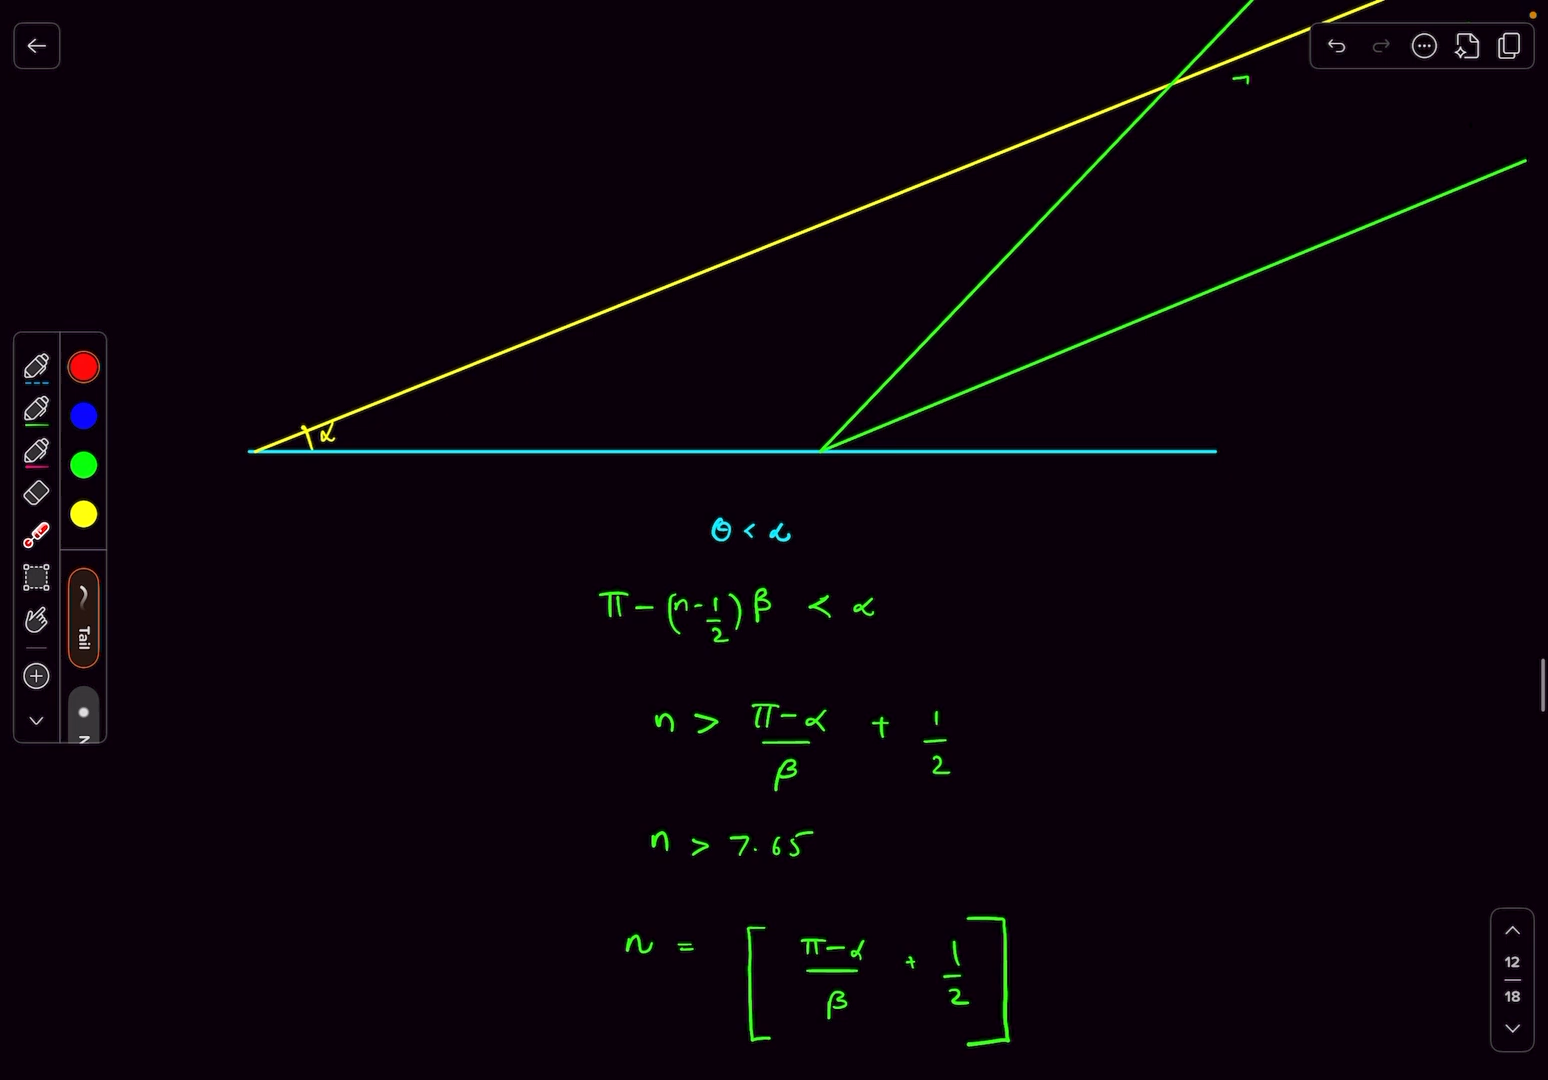 α
θ < α
π - (n - 1/2) β < α
n > (π - α)/β + 1/2
n > 7.65
n = [ (π - α)/β + 1/2 ]
Tail
12
18